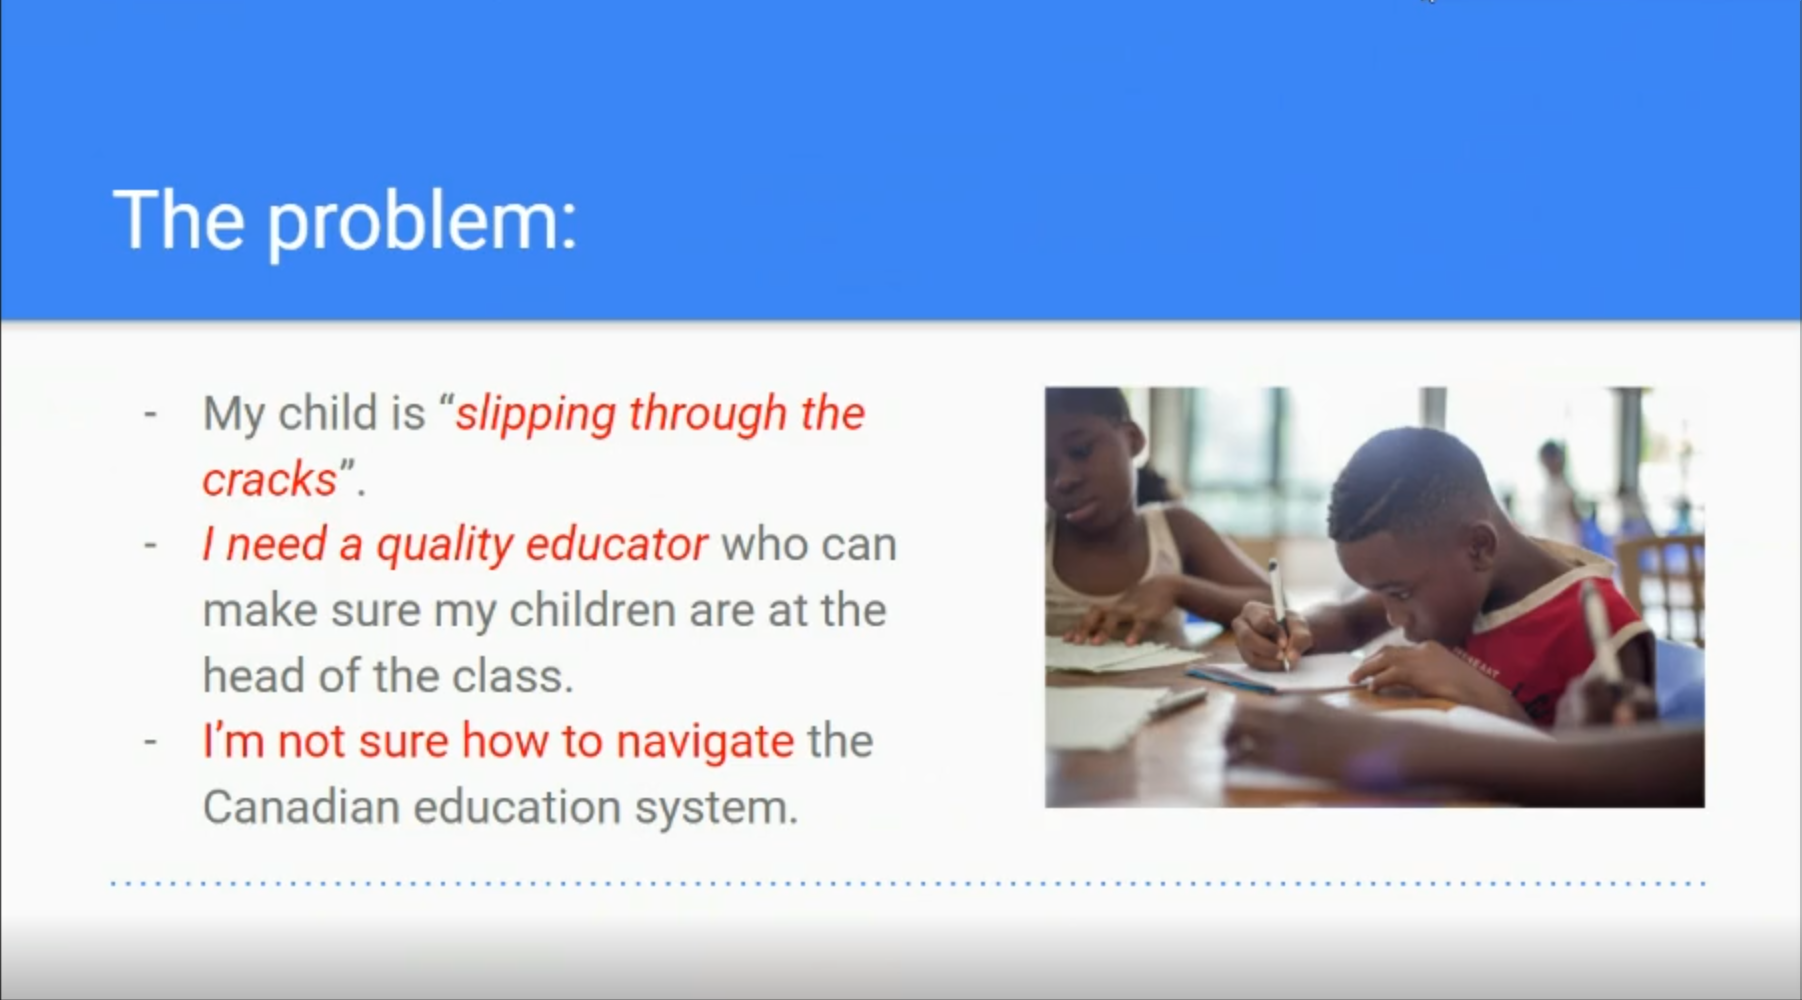 The problem:
- My child is “slipping through the
cracks”.
- I need a quality educator who can
make sure my children are at the
head of the class.
- I’m not sure how to navigate the
Canadian education system.